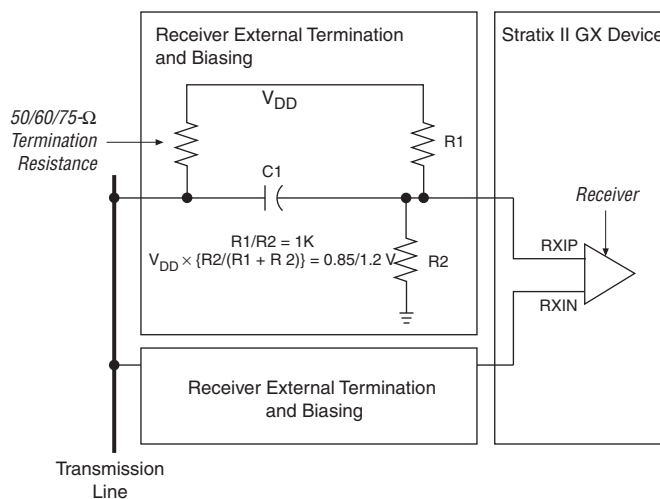 Receiver External Termination
and Biasing
Stratix II GX Device
V_DD
50/60/75-Ω
Termination
Resistance
R1
C1
Receiver
R1/R2 = 1K
V_DD × {R2/(R1 + R 2)} = 0.85/1.2 V
R2
RXIP
RXIN
Receiver External Termination
and Biasing
Transmission
Line